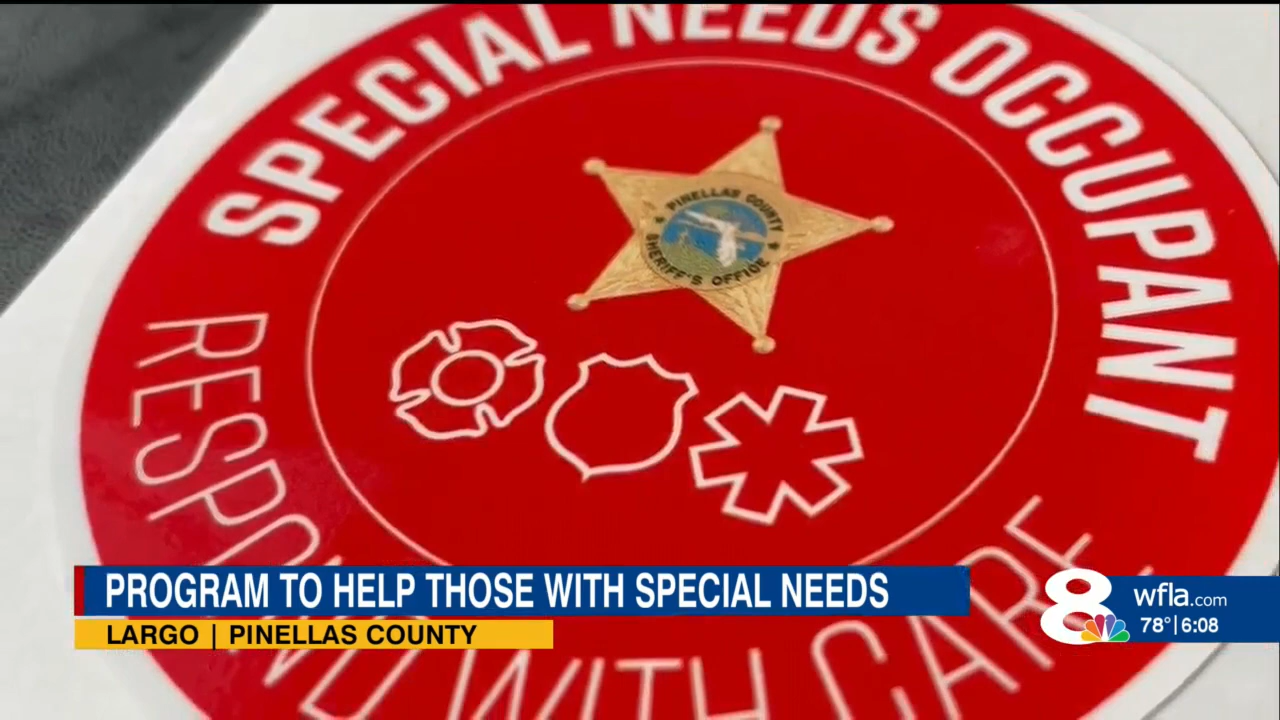 SPECIAL NEEDS OCCUPANT
PINELLAS COUNTY
SHERIFF'S OFFICE
RESPOND WITH CARE
PROGRAM TO HELP THOSE WITH SPECIAL NEEDS
LARGO | PINELLAS COUNTY
8 wfla.com
78° | 6:08